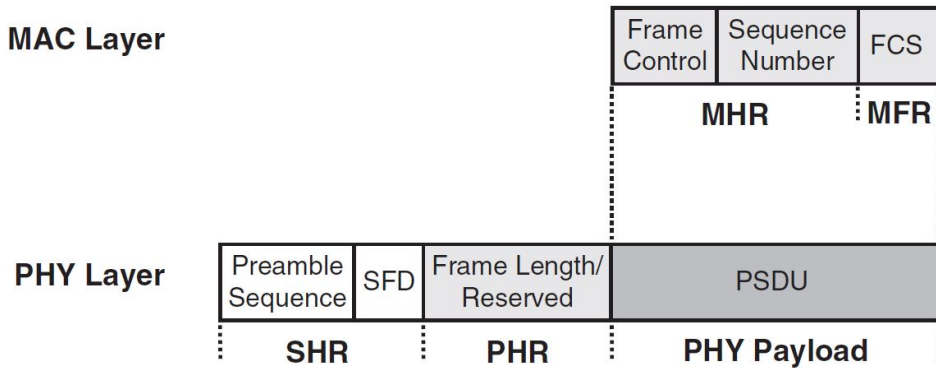 MAC Layer
Frame Control
Sequence Number
FCS
MHR
MFR
PHY Layer
Preamble Sequence
SFD
Frame Length/ Reserved
PSDU
SHR
PHR
PHY Payload